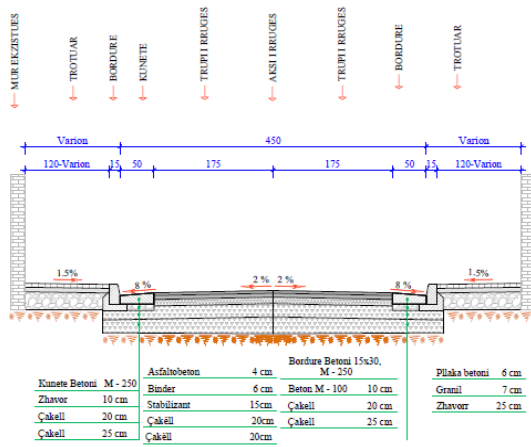 MUR EKZISTUES
TROTUAR
BORDURE
KUNETE
TRUPI I RRUGES
AKSI I RRUGES
TRUPI I RRUGES
BORDURE
TROTUAR
Varion 450 Varion
120-Varion 15 50 175 175 50 15 120-Varion
1.5% 8 % 2 % 2 % 8 % 1.5%
Kunete Betoni M - 250
Zhavor 10 cm
Çakell 20 cm
Çakell 25 cm
Asfaltobeton 4 cm
Binder 6 cm
Stabilizant 15cm
Çakëll 20cm
Çakëll 20cm
Bordure Betoni 15x30,
M - 250
Beton M - 100 10 cm
Çakell 20 cm
Çakell 25 cm
Pllaka betoni 6 cm
Granil 7 cm
Zhavorr 25 cm